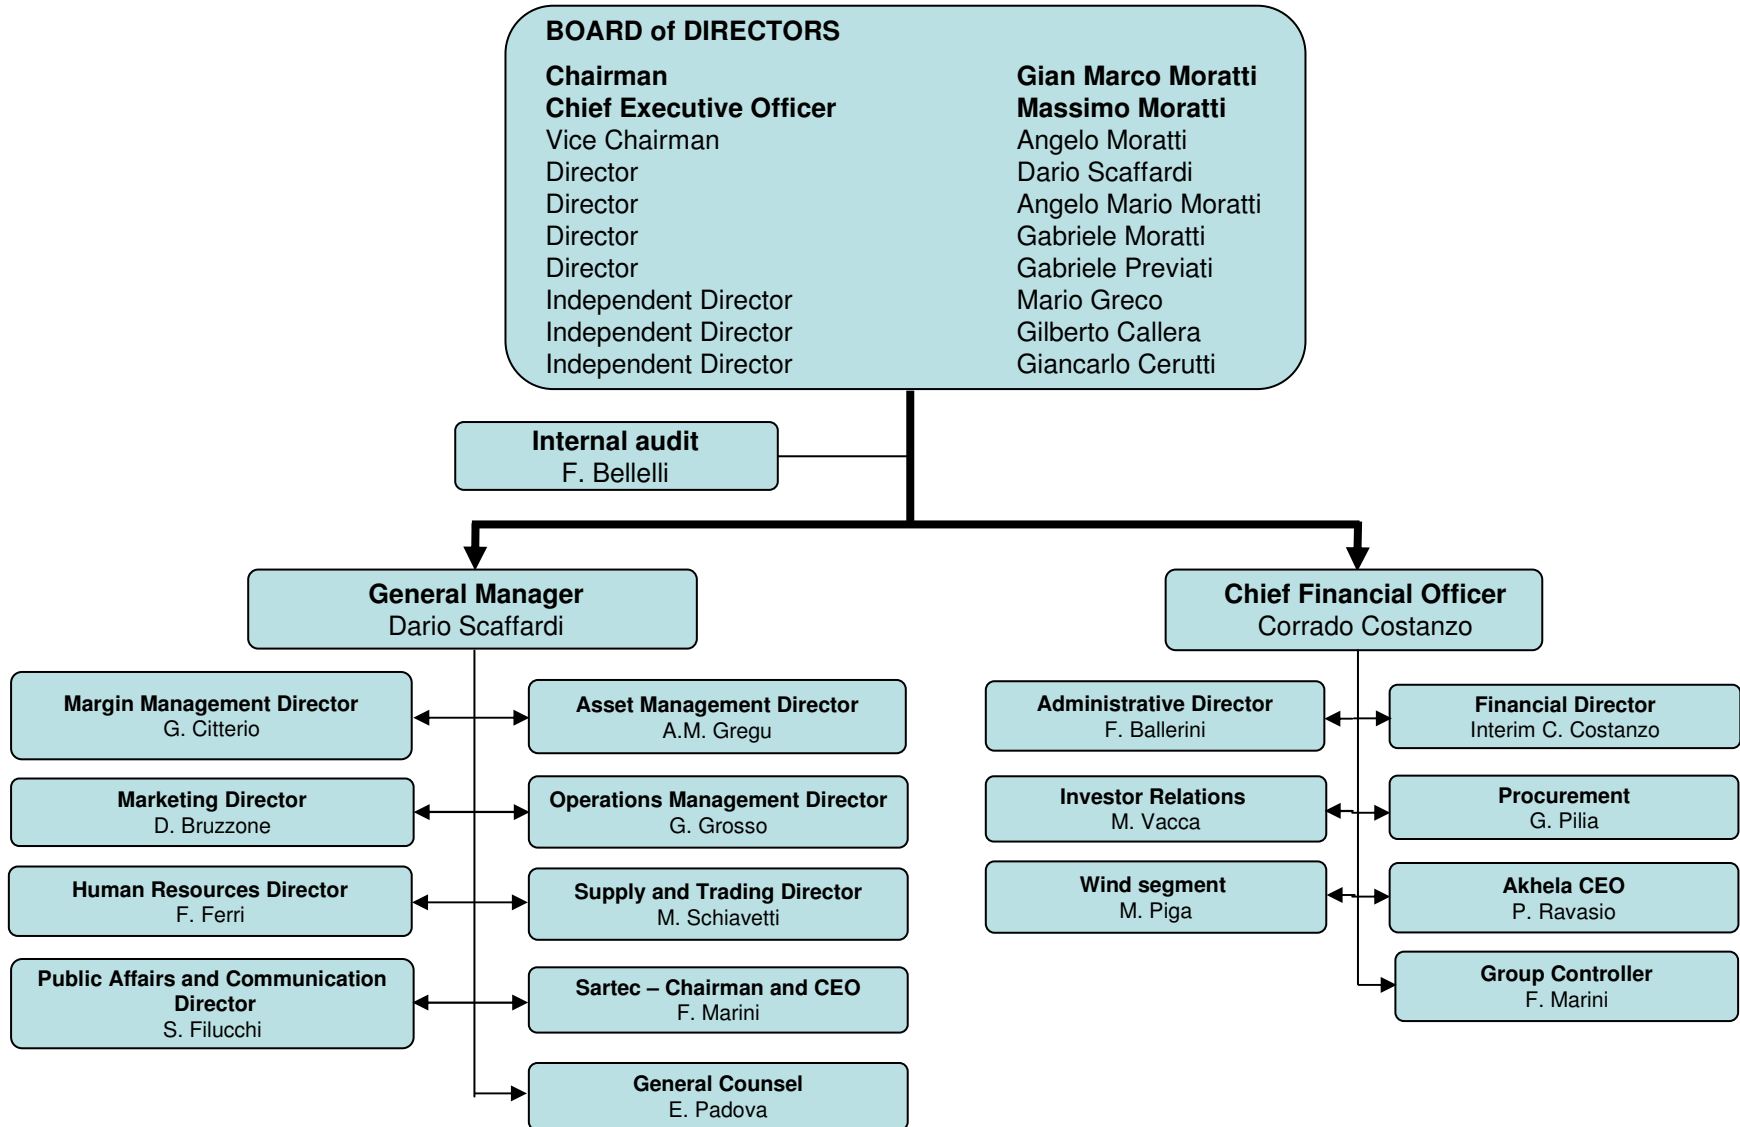 BOARD of DIRECTORS
Chairman Gian Marco Moratti
Chief Executive Officer Massimo Moratti
Vice Chairman Angelo Moratti
Director Dario Scaffardi
Director Angelo Mario Moratti
Director Gabriele Moratti
Director Gabriele Previati
Independent Director Mario Greco
Independent Director Gilberto Callera
Independent Director Giancarlo Cerutti
Internal audit
F. Bellelli
General Manager
Dario Scaffardi
Chief Financial Officer
Corrado Costanzo
Margin Management Director
G. Citterio
Asset Management Director
A.M. Gregu
Administrative Director
F. Ballerini
Financial Director
Interim C. Costanzo
Marketing Director
D. Bruzzone
Operations Management Director
G. Grosso
Investor Relations
M. Vacca
Procurement
G. Pilia
Human Resources Director
F. Ferri
Supply and Trading Director
M. Schiavetti
Wind segment
M. Piga
Akhela CEO
P. Ravasio
Public Affairs and Communication
Director
S. Filucchi
Sartec – Chairman and CEO
F. Marini
Group Controller
F. Marini
General Counsel
E. Padova